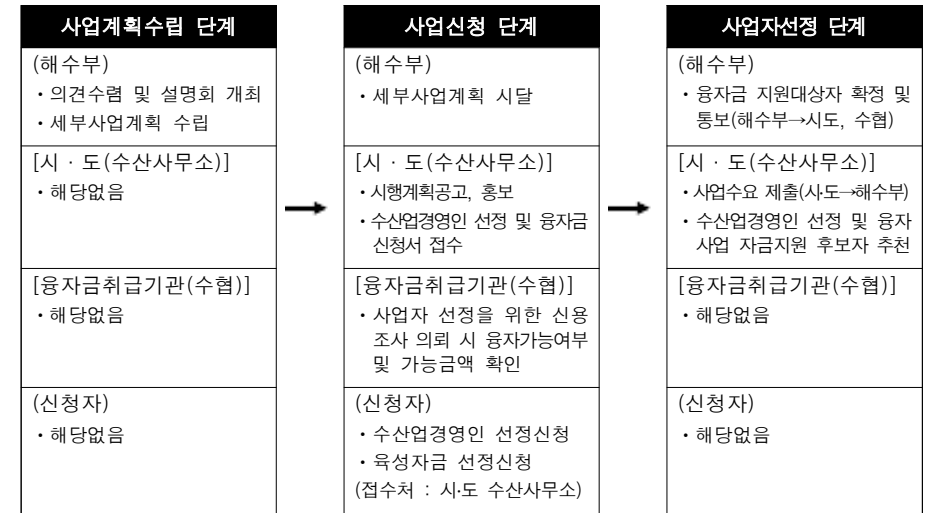 사업계획수립 단계
(해수부)
・의견수렴 및 설명회 개최
・세부사업계획 수립
[시・도(수산사무소)]
・해당없음
[융자금취급기관(수협)]
・해당없음
(신청자)
・해당없음
사업신청 단계
(해수부)
・세부사업계획 시달
[시・도(수산사무소)]
・시행계획공고, 홍보
・수산업경영인 선정 및 융자금
신청서 접수
[융자금취급기관(수협)]
・사업자 선정을 위한 신용
조사 의뢰 시 융자가능여부
및 가능금액 확인
(신청자)
・수산업경영인 선정신청
・육성자금 선정신청
(접수처 : 시·도 수산사무소)
사업자선정 단계
(해수부)
・융자금 지원대상자 확정 및
통보(해수부→시도, 수협)
[시・도(수산사무소)]
・사업수요 제출(시·도→해수부)
・수산업경영인 선정 및 융자
사업 자금지원 후보자 추천
[융자금취급기관(수협)]
・해당없음
(신청자)
・해당없음